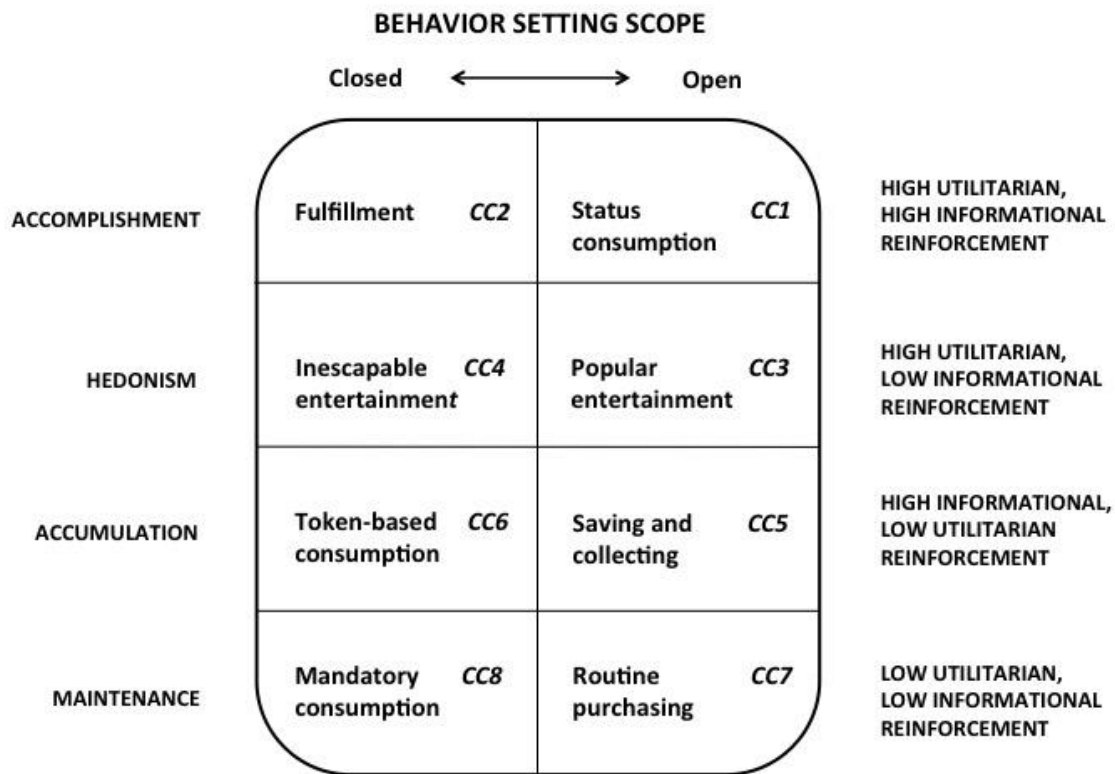 BEHAVIOR SETTING SCOPE
Closed
Open
ACCOMPLISHMENT
Fulfillment CC2
Status CC1
consumption
HIGH UTILITARIAN,
HIGH INFORMATIONAL
REINFORCEMENT
HEDONISM
Inescapable CC4
entertainment
Popular CC3
entertainment
HIGH UTILITARIAN,
LOW INFORMATIONAL
REINFORCEMENT
ACCUMULATION
Token-based CC6
consumption
Saving and CC5
collecting
HIGH INFORMATIONAL,
LOW UTILITARIAN
REINFORCEMENT
MAINTENANCE
Mandatory CC8
consumption
Routine CC7
purchasing
LOW UTILITARIAN,
LOW INFORMATIONAL
REINFORCEMENT